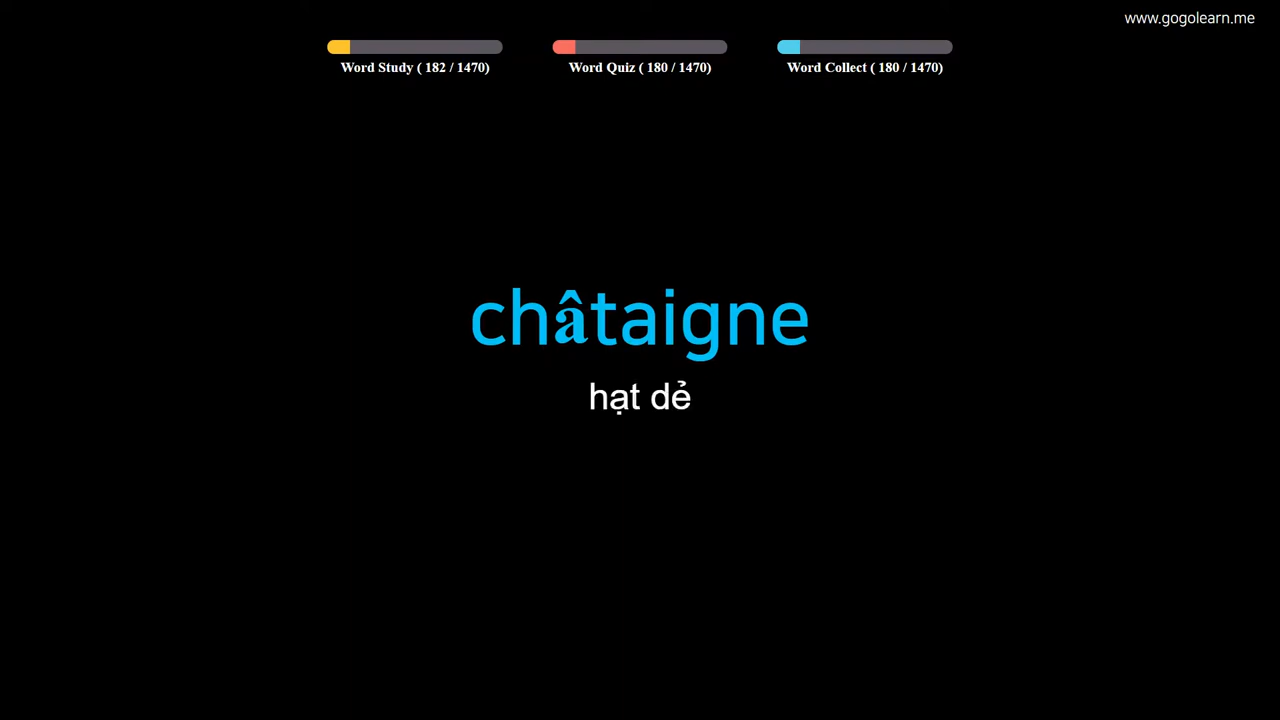 www.gogolearn.me
Word Study ( 182 / 1470)
Word Quiz ( 180 / 1470)
Word Collect ( 180 / 1470)
châtaigne
hạt dẻ